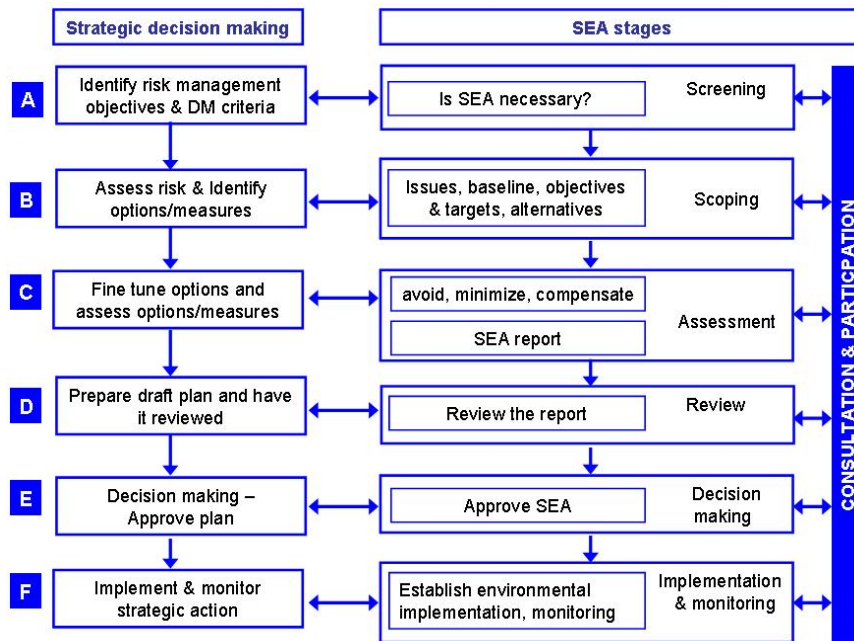 Strategic decision making
SEA stages
A
Identify risk management
objectives & DM criteria
Is SEA necessary?
Screening
B
Assess risk & Identify
options/measures
Issues, baseline, objectives
& targets, alternatives
Scoping
C
Fine tune options and
assess options/measures
avoid, minimize, compensate
SEA report
Assessment
D
Prepare draft plan and have
it reviewed
Review the report
Review
E
Decision making –
Approve plan
Approve SEA
Decision
making
F
Implement & monitor
strategic action
Establish environmental
implementation, monitoring
Implementation
& monitoring
CONSULTATION & PARTICPATION